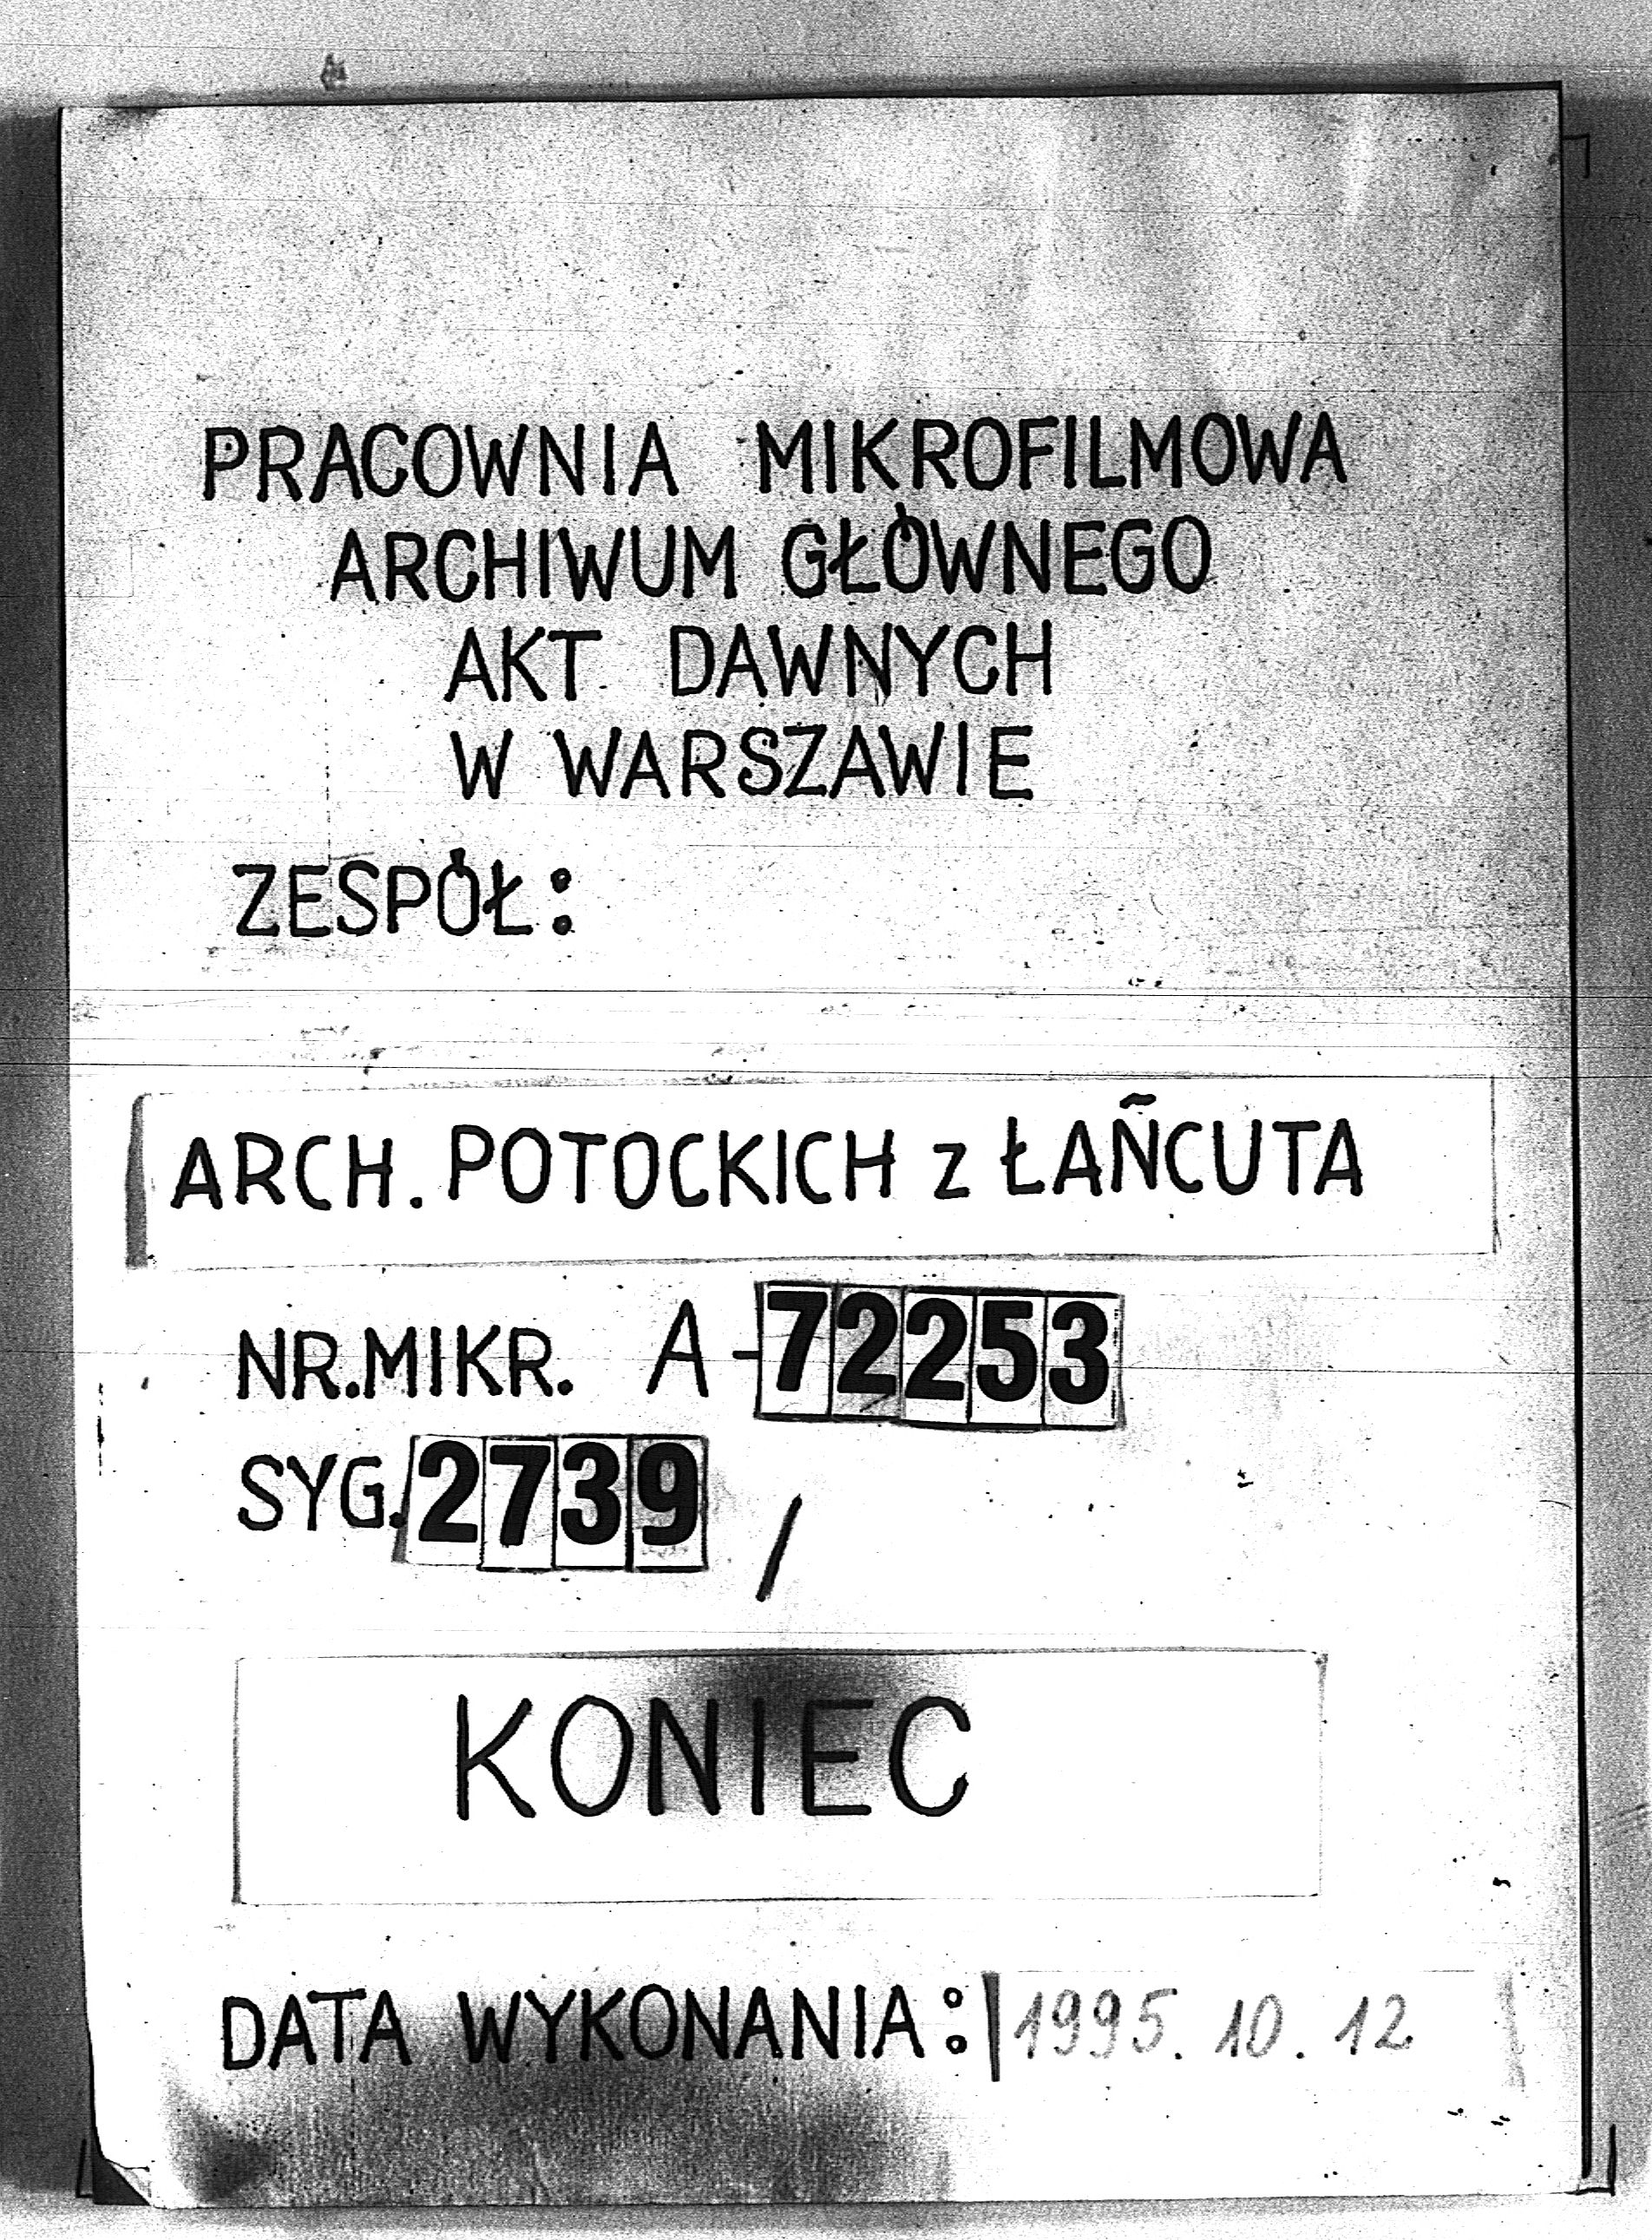 PRACOWNIA MIKROFILMOWA
ARCHIWUM GŁÓWNEGO
AKT DAWNYCH
W WARSZAWIE
ZESPÓŁ:
ARCH. POTOCKICH z ŁAŃCUTA
NR.MIKR. A-72253
SYG. 2739 /
KONIEC
DATA WYKONANIA: 1995.10.12